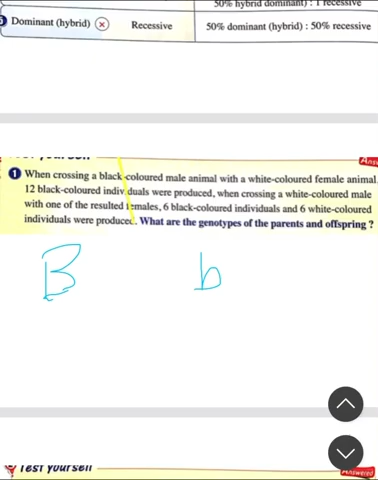 50% hybrid dominant) : 1 recessive
Dominant (hybrid) × Recessive 50% dominant (hybrid) : 50% recessive
1 When crossing a black-coloured male animal with a white-coloured female animal,
12 black-coloured individuals were produced, when crossing a white-coloured male
with one of the resulted females, 6 black-coloured individuals and 6 white-coloured
individuals were produced. What are the genotypes of the parents and offspring ?
B b
Test yourself Answered